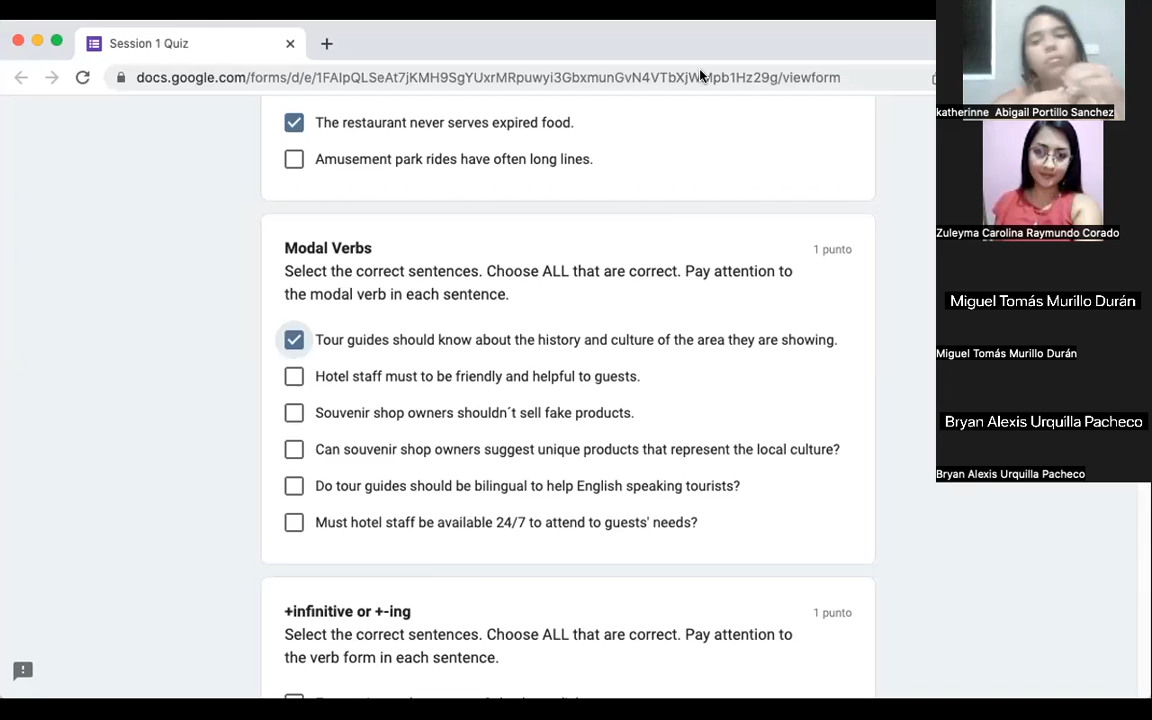 Session 1 Quiz
docs.google.com/forms/d/e/1FAIpQLSeAt7jKMH9SgYUxrMRpuwyi3GbxmunGvN4VTbXjW Mpb1Hz29g/viewform
The restaurant never serves expired food.
Amusement park rides have often long lines.
Modal Verbs
1 punto
Select the correct sentences. Choose ALL that are correct. Pay attention to
the modal verb in each sentence.
Tour guides should know about the history and culture of the area they are showing.
Hotel staff must to be friendly and helpful to guests.
Souvenir shop owners shouldn´t sell fake products.
Can souvenir shop owners suggest unique products that represent the local culture?
Do tour guides should be bilingual to help English speaking tourists?
Must hotel staff be available 24/7 to attend to guests' needs?
+infinitive or +-ing
1 punto
Select the correct sentences. Choose ALL that are correct. Pay attention to
the verb form in each sentence.
katherinne Abigail Portillo Sanchez
Zuleyma Carolina Raymundo Corado
Miguel Tomás Murillo Durán
Miguel Tomás Murillo Durán
Bryan Alexis Urquilla Pacheco
Bryan Alexis Urquilla Pacheco